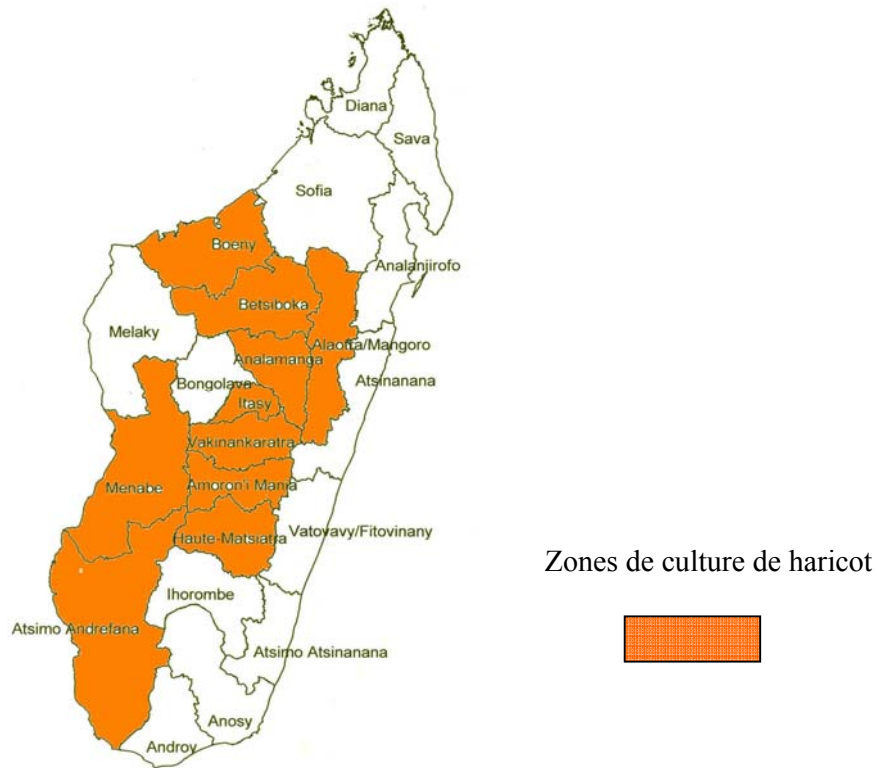 Diana
Sava
Sofia
Boeny
Analanjirofo
Betsiboka
Melaky
Alaotra/Mangoro
Analamanga
Bongolava
Atsinanana
Itasy
Vakinankaratra
Menabe
Amoron'i Mania
Vatovavy/Fitovinany
Haute-Matsiatra
Zones de culture de haricot
Ihorombe
Atsimo Andrefana
Atsimo Atsinanana
Anosy
Androy